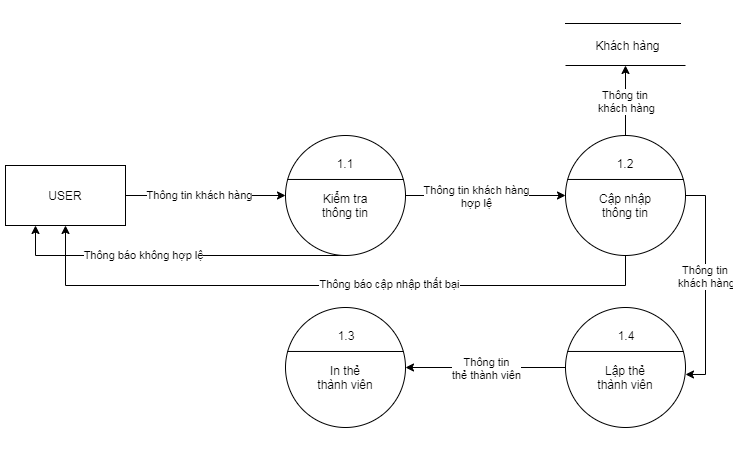 Khách hàng
Thông tin
khách hàng
1.1
1.2
USER
Thông tin khách hàng
Kiểm tra
thông tin
Thông tin khách hàng
hợp lệ
Cập nhập
thông tin
Thông báo không hợp lệ
Thông báo cập nhập thất bại
Thông tin
khách hàng
1.3
1.4
In thẻ
thành viên
Thông tin
thẻ thành viên
Lập thẻ
thành viên